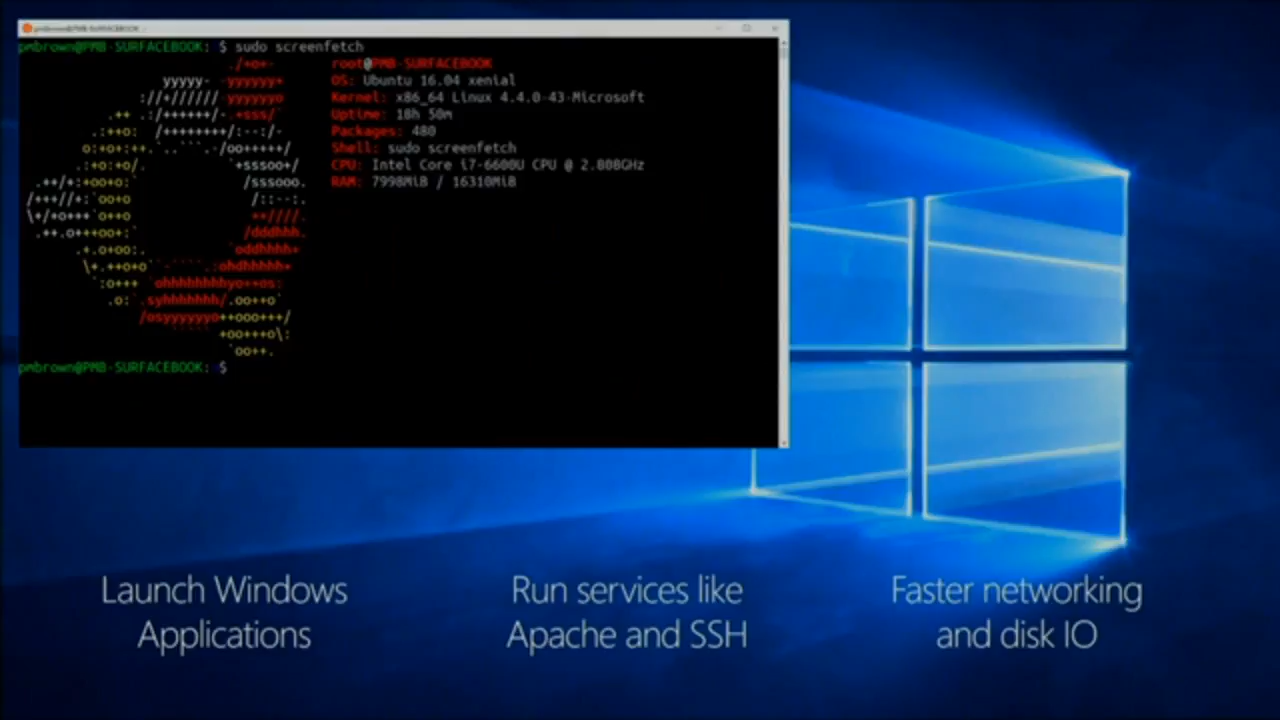 pmbrown@PMB-SURFACEBOOK: $ sudo screenfetch
root@PMB-SURFACEBOOK
OS: Ubuntu 16.04 xenial
Kernel: x86_64 Linux 4.4.0-43-Microsoft
Uptime: 18h 50m
Packages: 480
Shell: sudo screenfetch
CPU: Intel Core i7-6600U CPU @ 2.808GHz
RAM: 7998MiB / 16310MiB
pmbrown@PMB-SURFACEBOOK: $
Launch Windows
Applications
Run services like
Apache and SSH
Faster networking
and disk IO